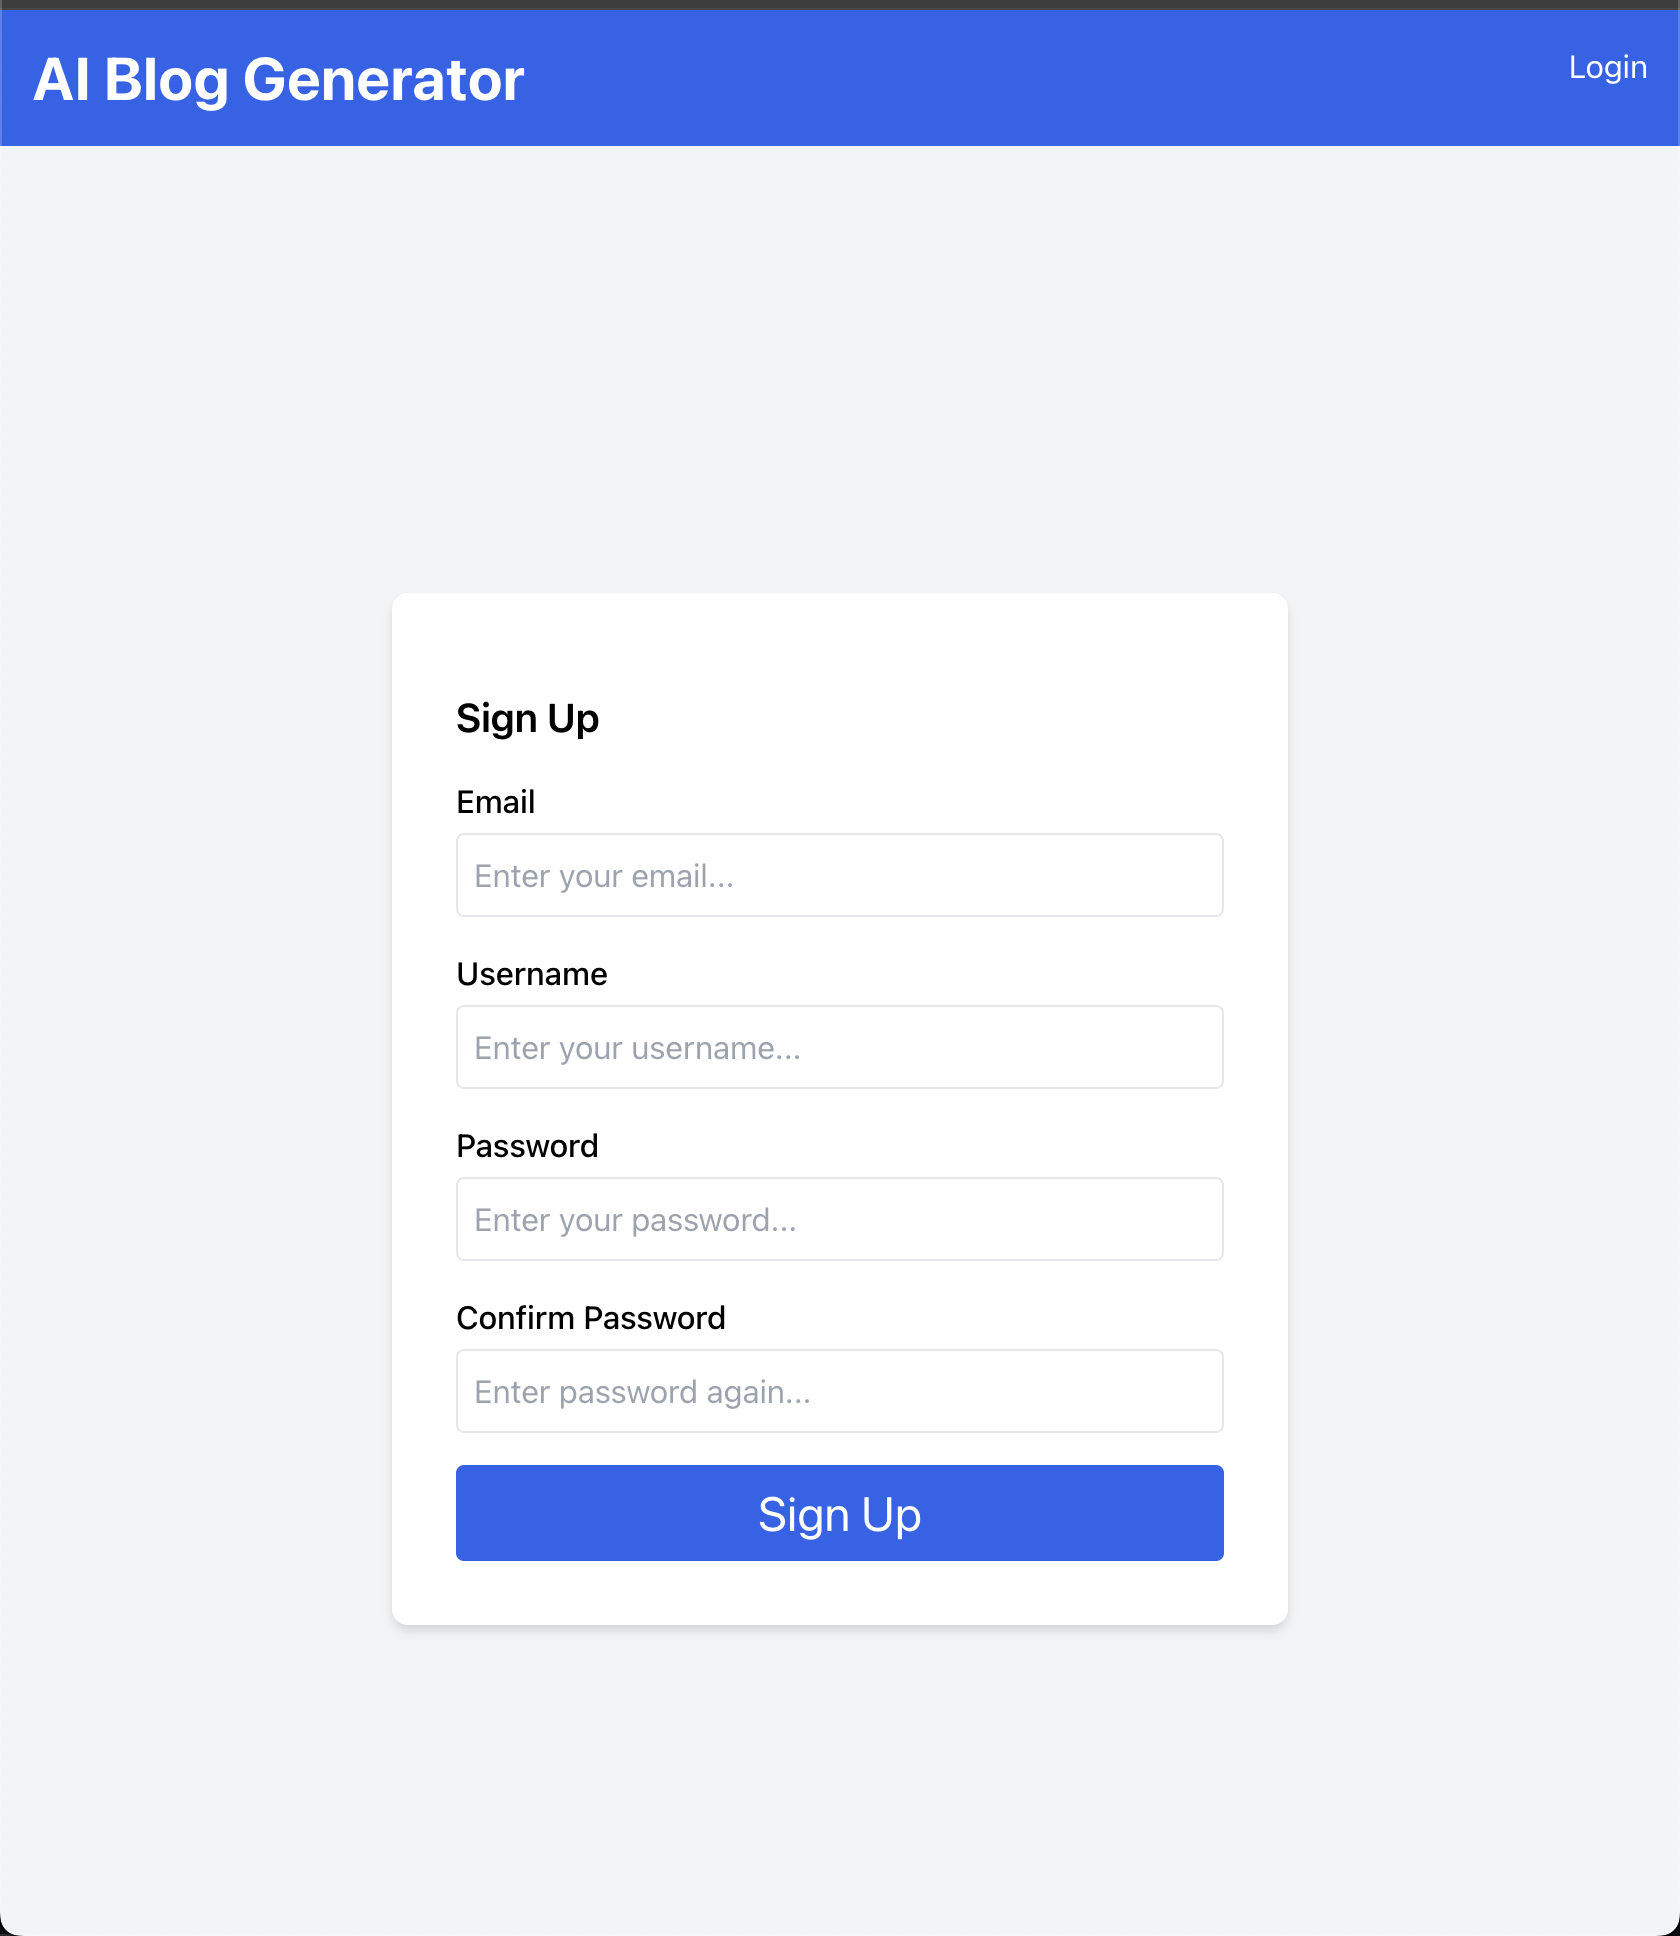 AI Blog Generator
Login
Sign Up
Email
Enter your email...
Username
Enter your username...
Password
Enter your password...
Confirm Password
Enter password again...
Sign Up